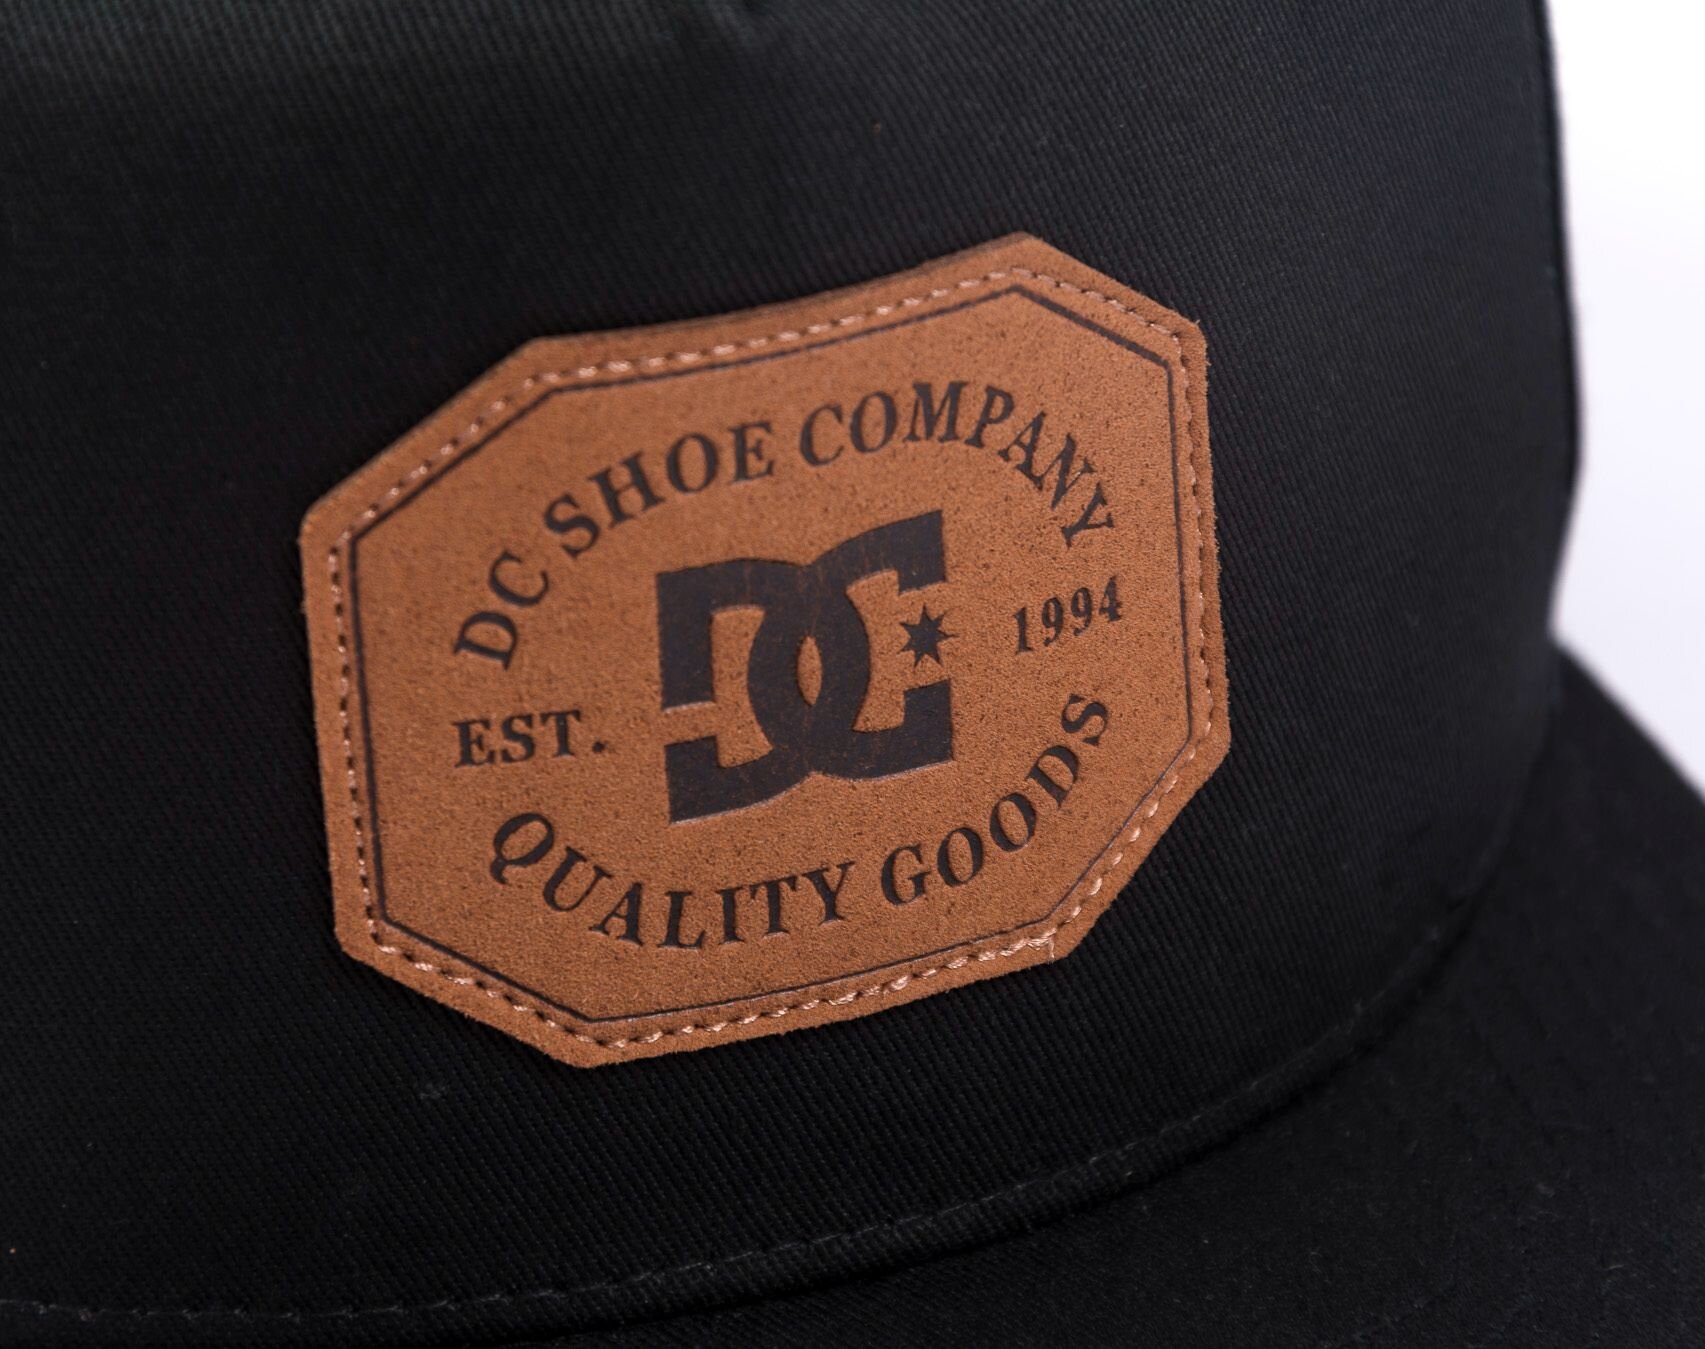 DC SHOE COMPANY
DC
EST. 1994
QUALITY GOODS